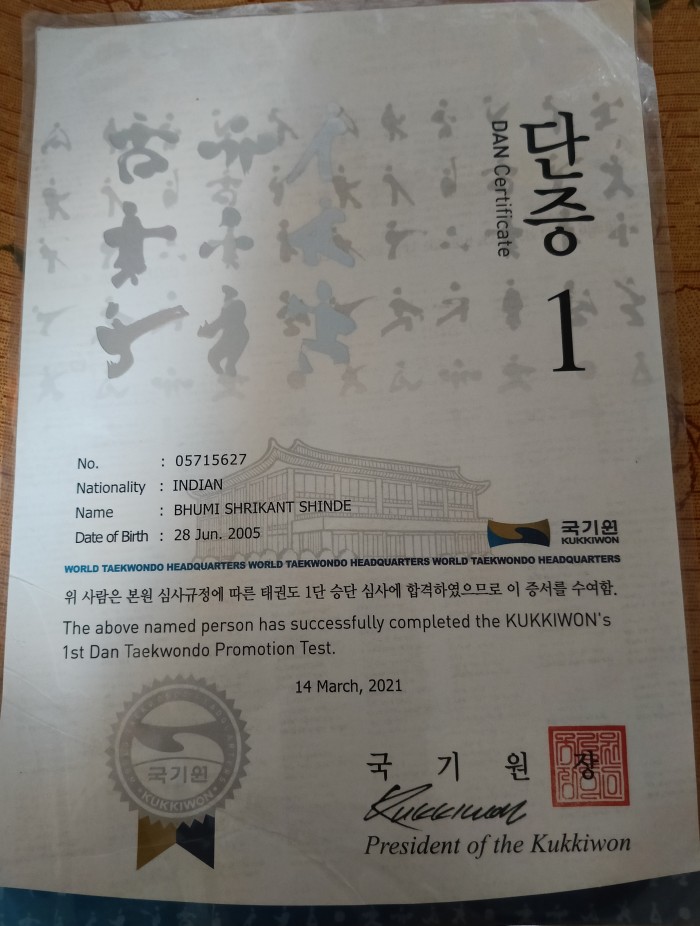 단증
DAN Certificate
1
No. : 05715627
Nationality : INDIAN
Name : BHUMI SHRIKANT SHINDE
Date of Birth : 28 Jun. 2005
국기원
KUKKIWON
WORLD TAEKWONDO HEADQUARTERS WORLD TAEKWONDO HEADQUARTERS WORLD TAEKWONDO HEADQUARTERS
위 사람은 본원 심사규정에 따른 태권도 1단 승단 심사에 합격하였으므로 이 증서를 수여함.
The above named person has successfully completed the KUKKIWON's
1st Dan Taekwondo Promotion Test.
14 March, 2021
국기원
·KUKKIWON·
국 기 원 장
Kukkiwon
President of the Kukkiwon